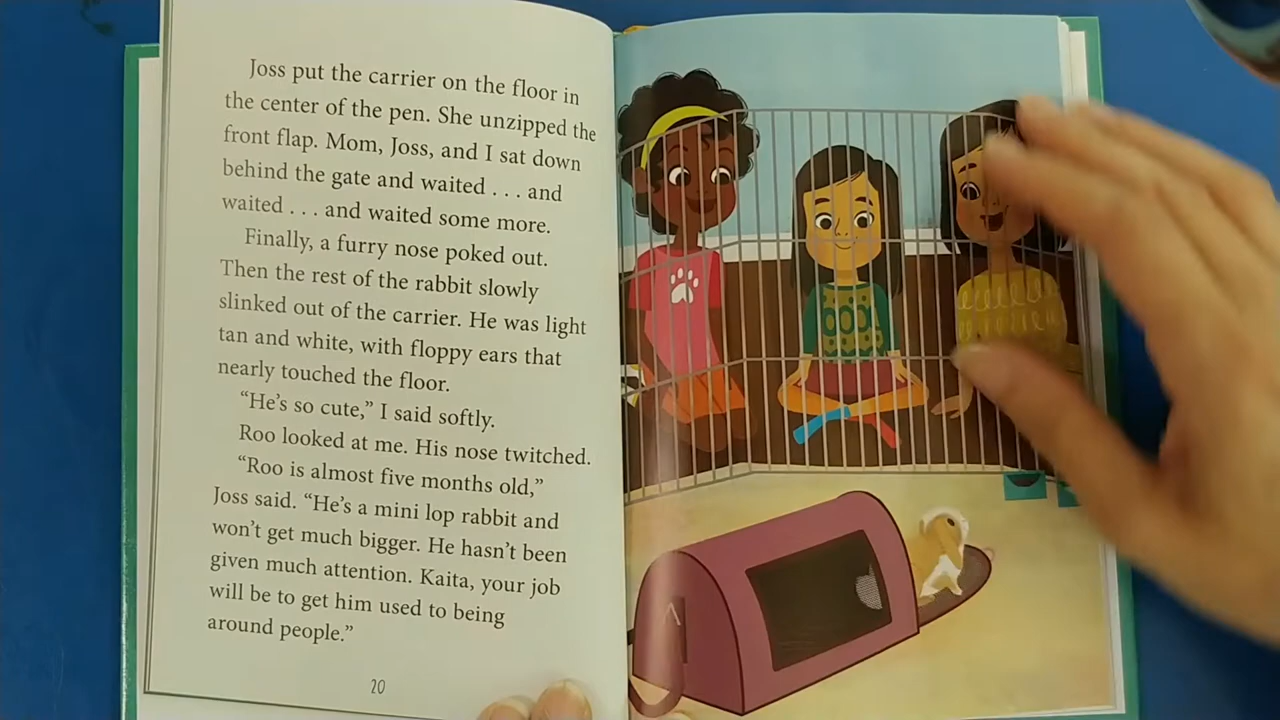 Joss put the carrier on the floor in
the center of the pen. She unzipped the
front flap. Mom, Joss, and I sat down
behind the gate and waited . . . and
waited . . . and waited some more.
Finally, a furry nose poked out.
Then the rest of the rabbit slowly
slinked out of the carrier. He was light
tan and white, with floppy ears that
nearly touched the floor.
“He’s so cute,” I said softly.
Roo looked at me. His nose twitched.
“Roo is almost five months old,”
Joss said. “He’s a mini lop rabbit and
won’t get much bigger. He hasn’t been
given much attention. Kaita, your job
will be to get him used to being
around people.”
20